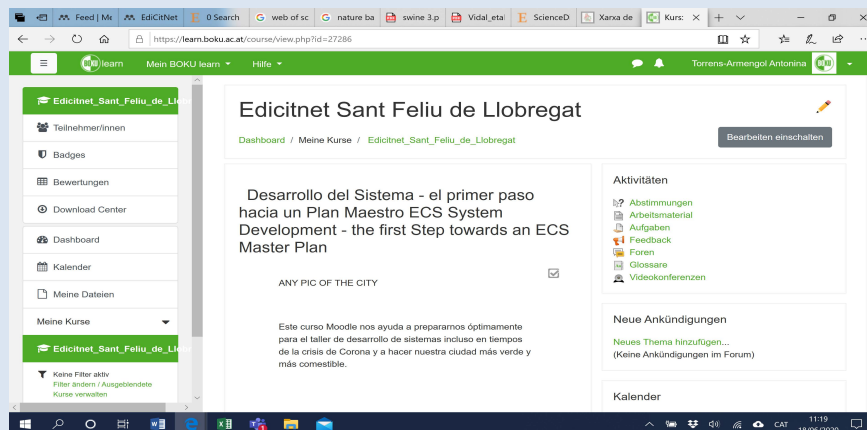 Feed | Me
EdiCitNet
0 Search
web of sc
nature ba
swine 3.p
Vidal_etal
ScienceD
Xarxa de
Kurs:
https://learn.boku.ac.at/course/view.php?id=27286
BOKU learn
Mein BOKU learn
Hilfe
Torrens-Armengol Antonina
BOKU
Edicitnet_Sant_Feliu_de_Llobr
Teilnehmer/innen
Badges
Bewertungen
Download Center
Dashboard
Kalender
Meine Dateien
Meine Kurse
Edicitnet_Sant_Feliu_de_Llobr
Keine Filter aktiv
Filter ändern / Ausgeblendete
Kurse verwalten
Edicitnet Sant Feliu de Llobregat
Dashboard / Meine Kurse / Edicitnet_Sant_Feliu_de_Llobregat
Bearbeiten einschalten
Desarrollo del Sistema - el primer paso
hacia un Plan Maestro ECS System
Development - the first Step towards an ECS
Master Plan
ANY PIC OF THE CITY
Este curso Moodle nos ayuda a prepararnos óptimamente
para el taller de desarrollo de sistemas incluso en tiempos
de la crisis de Corona y a hacer nuestra ciudad más verde y
más comestible.
Aktivitäten
Abstimmungen
Arbeitsmaterial
Aufgaben
Feedback
Foren
Glossare
Videokonferenzen
Neue Ankündigungen
Neues Thema hinzufügen...
(Keine Ankündigungen im Forum)
Kalender
CAT
11:19
18/06/2020